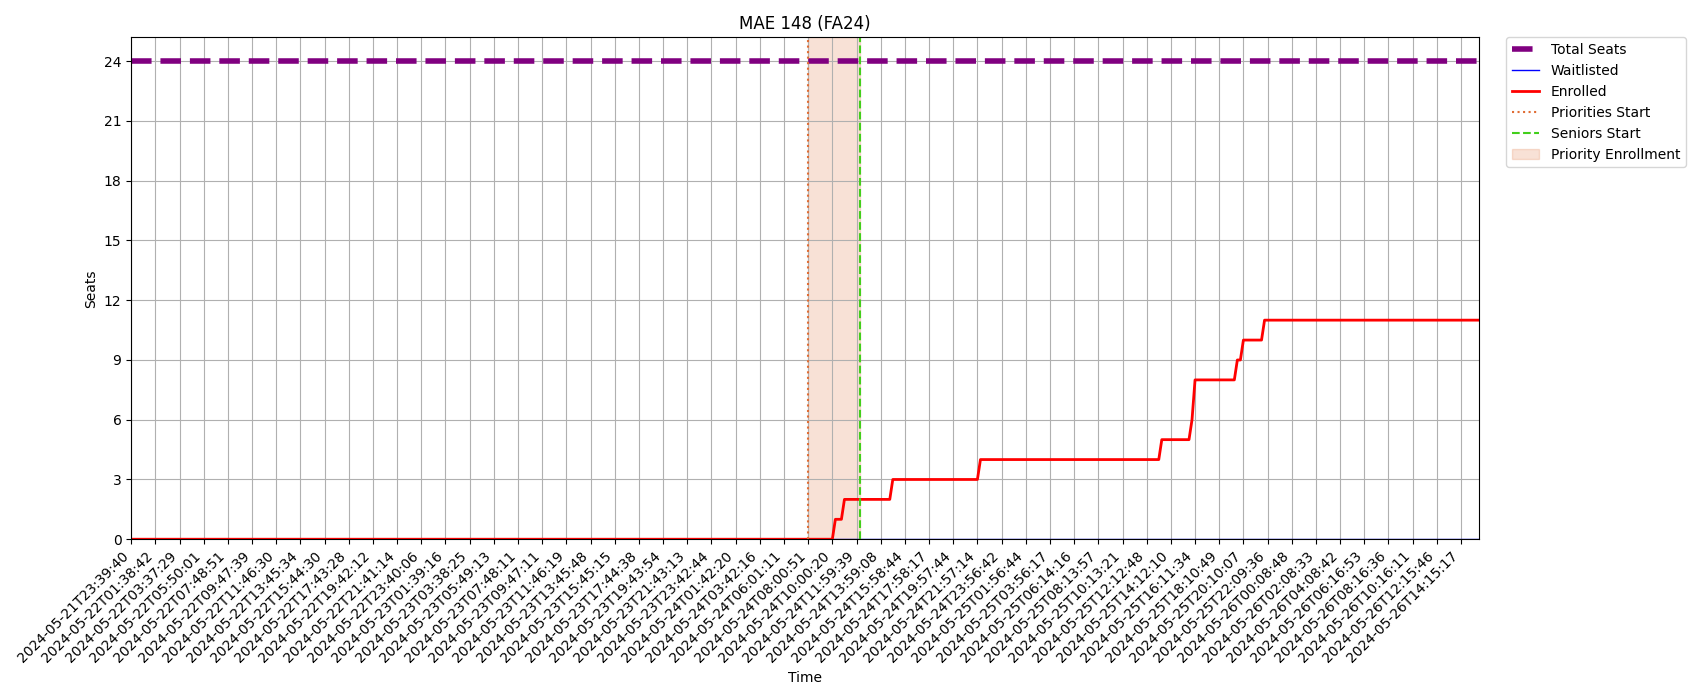 MAE 148 (FA24)
Total Seats
Waitlisted
Enrolled
Priorities Start
Seniors Start
Priority Enrollment
24
21
18
15
12
9
6
3
0
Seats
2024-05-21T23:39:40
2024-05-22T01:38:42
2024-05-22T03:37:29
2024-05-22T05:50:01
2024-05-22T07:48:51
2024-05-22T09:47:39
2024-05-22T11:46:30
2024-05-22T13:45:34
2024-05-22T15:44:30
2024-05-22T17:43:28
2024-05-22T19:42:12
2024-05-22T21:41:14
2024-05-22T23:40:06
2024-05-23T01:39:16
2024-05-23T03:38:25
2024-05-23T05:49:13
2024-05-23T07:48:11
2024-05-23T09:47:11
2024-05-23T11:46:19
2024-05-23T13:45:48
2024-05-23T15:45:15
2024-05-23T17:44:38
2024-05-23T19:43:54
2024-05-23T21:43:13
2024-05-23T23:42:44
2024-05-24T01:42:20
2024-05-24T03:42:16
2024-05-24T06:01:11
2024-05-24T08:00:51
2024-05-24T10:00:20
2024-05-24T11:59:39
2024-05-24T13:59:08
2024-05-24T15:58:44
2024-05-24T17:58:17
2024-05-24T19:57:44
2024-05-24T21:57:14
2024-05-24T23:56:42
2024-05-25T01:56:44
2024-05-25T03:56:17
2024-05-25T06:14:16
2024-05-25T08:13:57
2024-05-25T10:13:21
2024-05-25T12:12:48
2024-05-25T14:12:10
2024-05-25T16:11:34
2024-05-25T18:10:49
2024-05-25T20:10:07
2024-05-25T22:09:36
2024-05-26T00:08:48
2024-05-26T02:08:33
2024-05-26T04:08:42
2024-05-26T06:16:53
2024-05-26T08:16:36
2024-05-26T10:16:11
2024-05-26T12:15:46
2024-05-26T14:15:17
Time